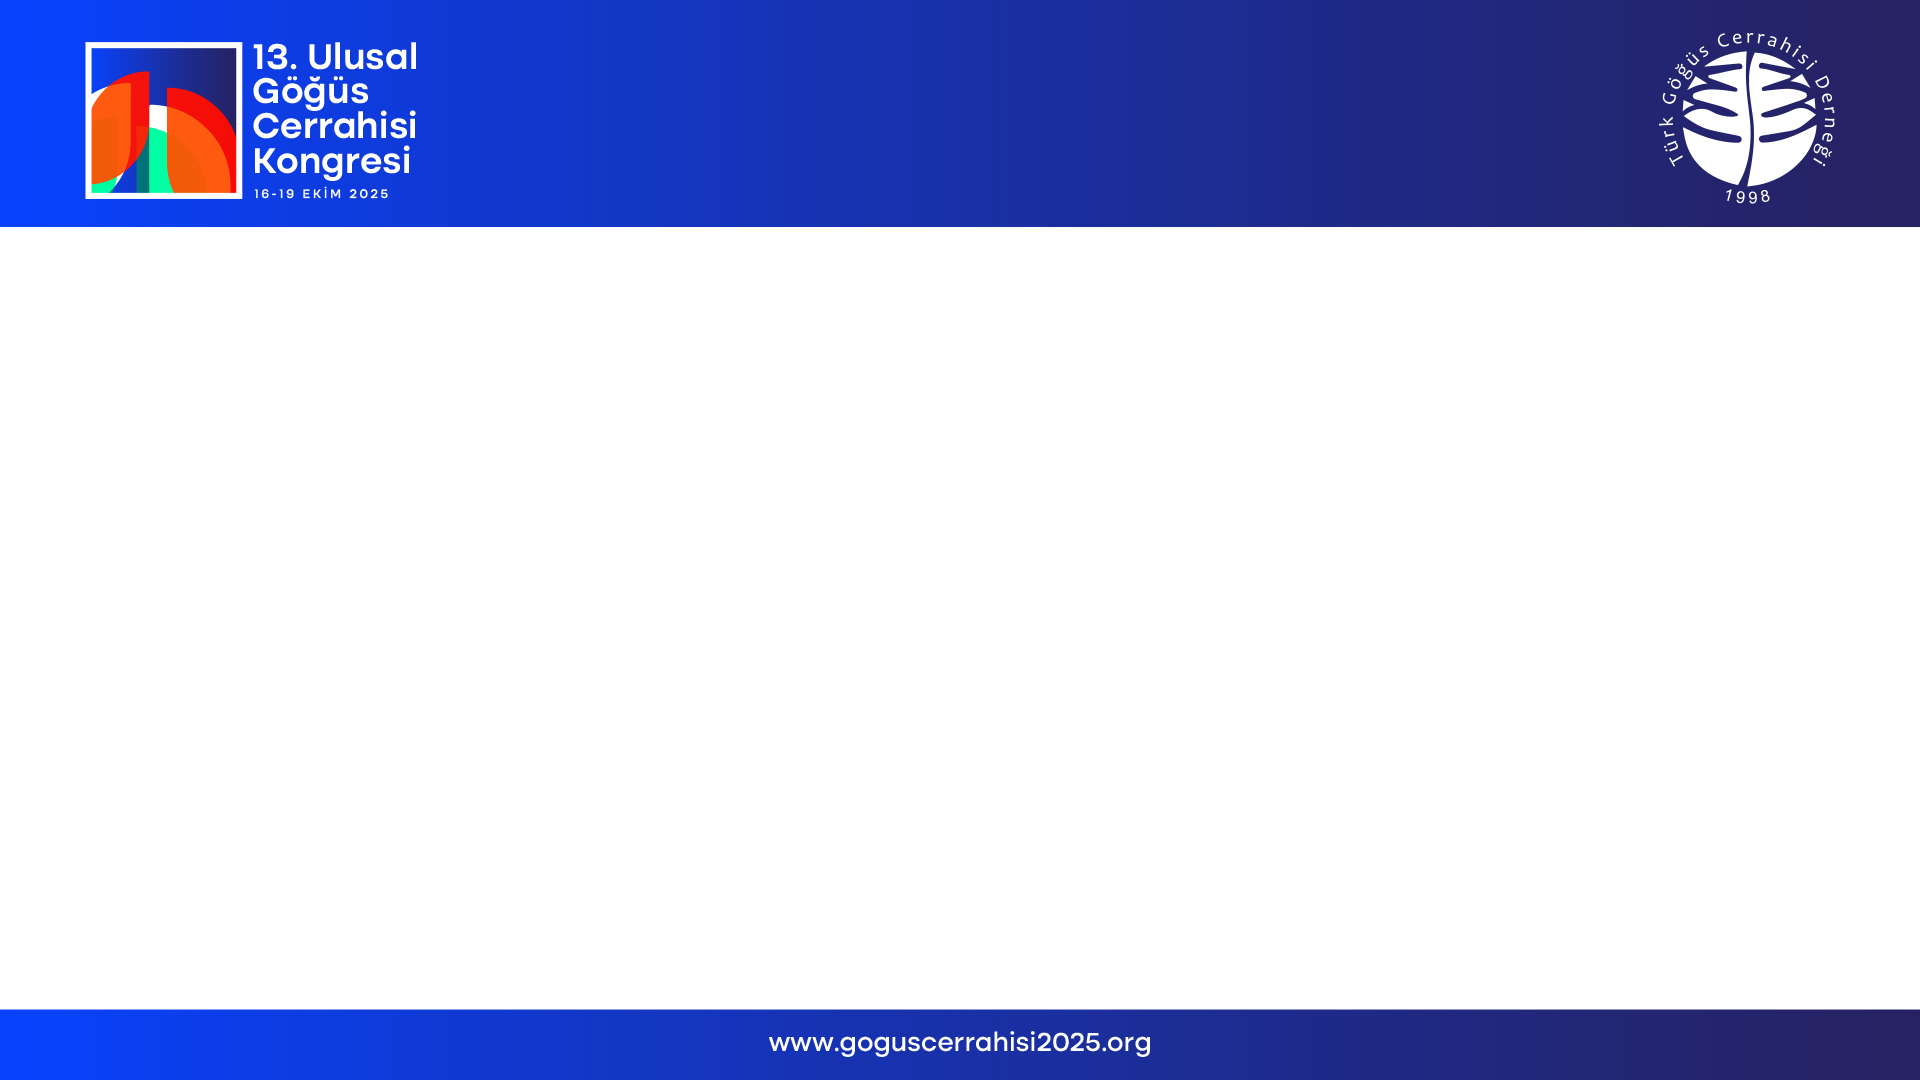 13. Ulusal
Göğüs
Cerrahisi
Kongresi
16-19 EKİM 2025
Türk Göğüs Cerrahisi Derneği
1998
www.goguscerrahisi2025.org